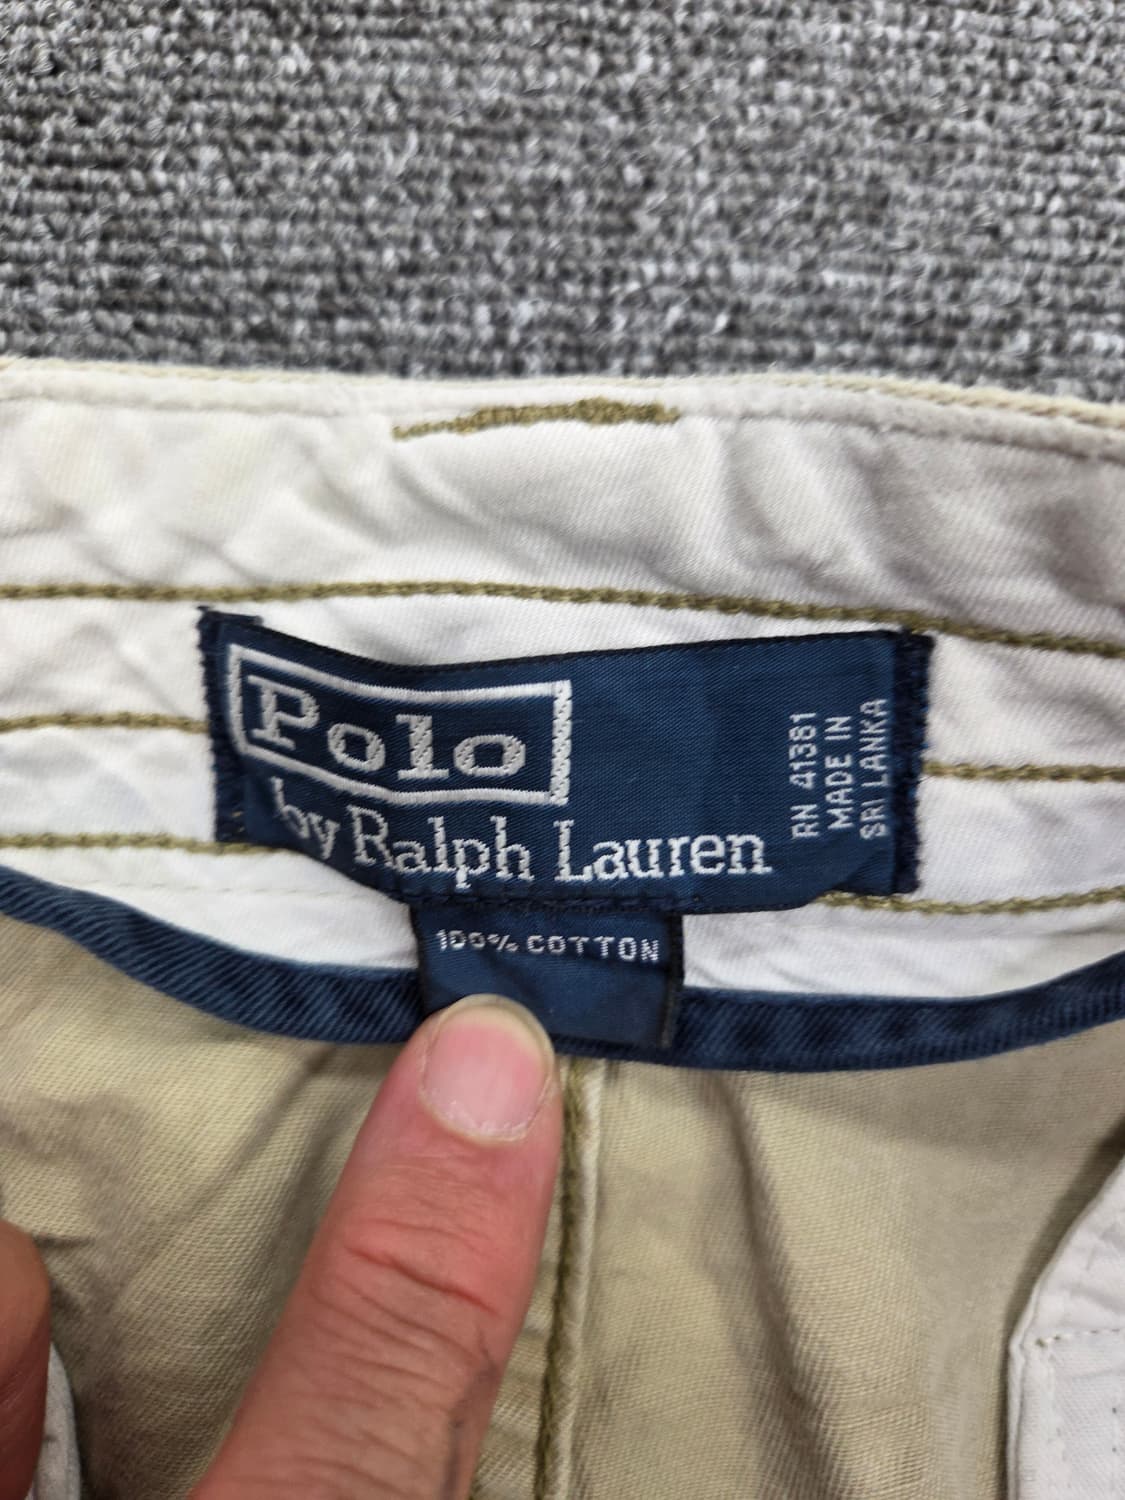 Polo
by Ralph Lauren
RN 41381
MADE IN
SRI LANKA
100% COTTON